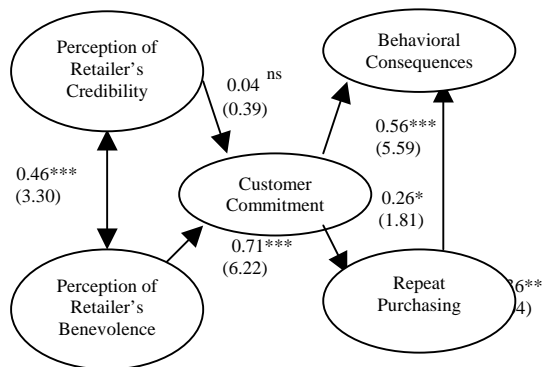 Perception of
Retailer's
Credibility
Behavioral
Consequences
0.04 ns
(0.39)
0.56***
(5.59)
0.46***
(3.30)
Customer
Commitment
0.26*
(1.81)
0.71***
(6.22)
Perception of
Retailer's
Benevolence
Repeat
Purchasing